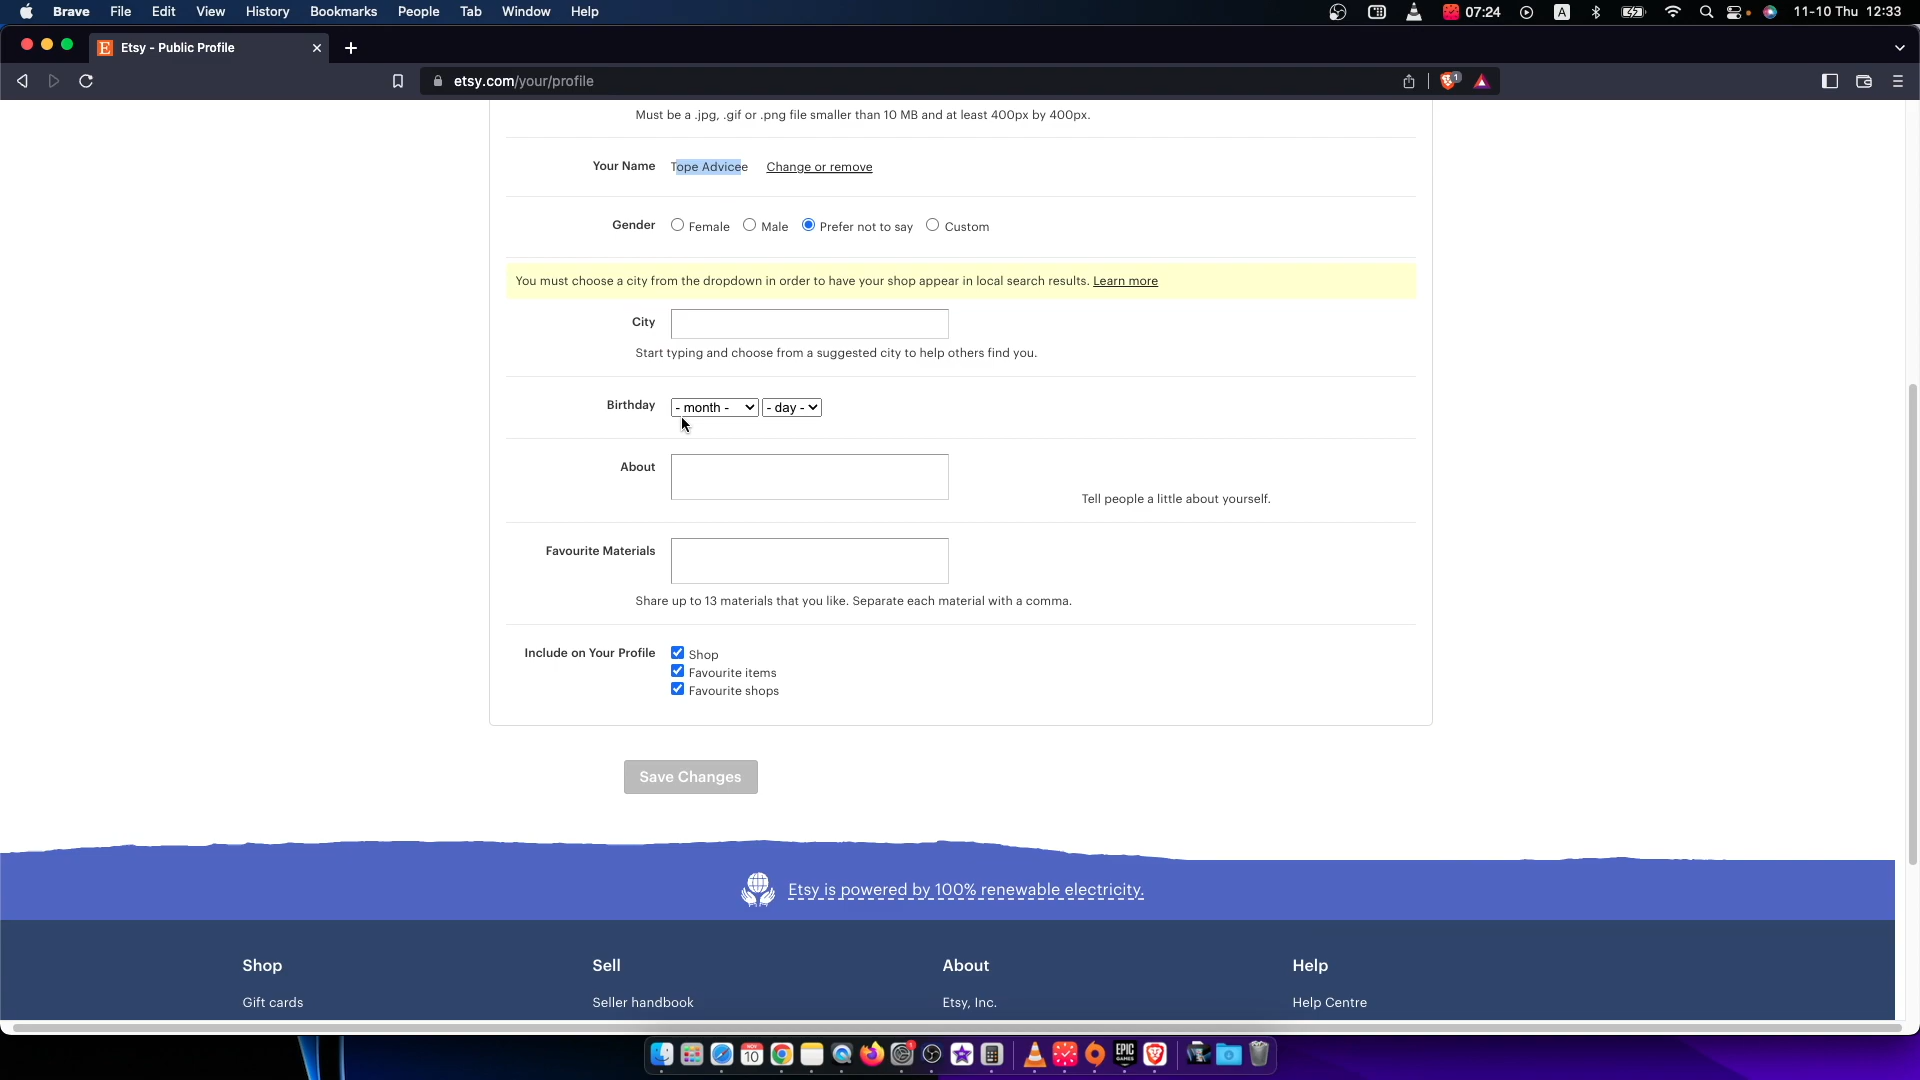 Brave File Edit View History Bookmarks People Tab Window Help 07:24 A 11-10 Thu 12:33
Etsy - Public Profile
etsy.com/your/profile
Must be a .jpg, .gif or .png file smaller than 10 MB and at least 400px by 400px.
Your Name Tope Advicee Change or remove
Gender Female Male Prefer not to say Custom
You must choose a city from the dropdown in order to have your shop appear in local search results. Learn more
City
Start typing and choose from a suggested city to help others find you.
Birthday - month - - day -
About
Tell people a little about yourself.
Favourite Materials
Share up to 13 materials that you like. Separate each material with a comma.
Include on Your Profile Shop
Favourite items
Favourite shops
Save Changes
Etsy is powered by 100% renewable electricity.
Shop Sell About Help
Gift cards Seller handbook Etsy, Inc. Help Centre
NOV
10
EPIC
GAMES